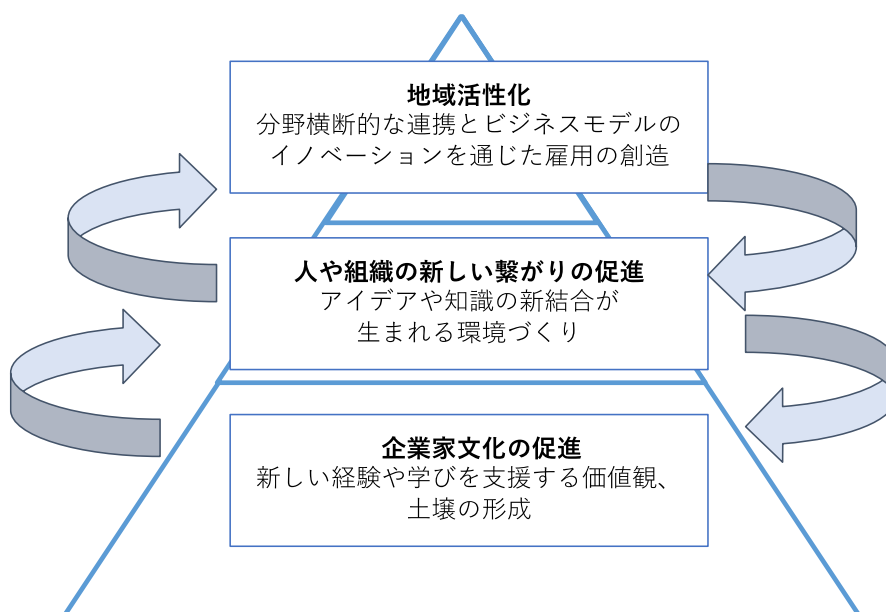 地域活性化
分野横断的な連携とビジネスモデルの
イノベーションを通じた雇用の創造
人や組織の新しい繋がりの促進
アイデアや知識の新結合が
生まれる環境づくり
企業家文化の促進
新しい経験や学びを支援する価値観、
土壌の形成